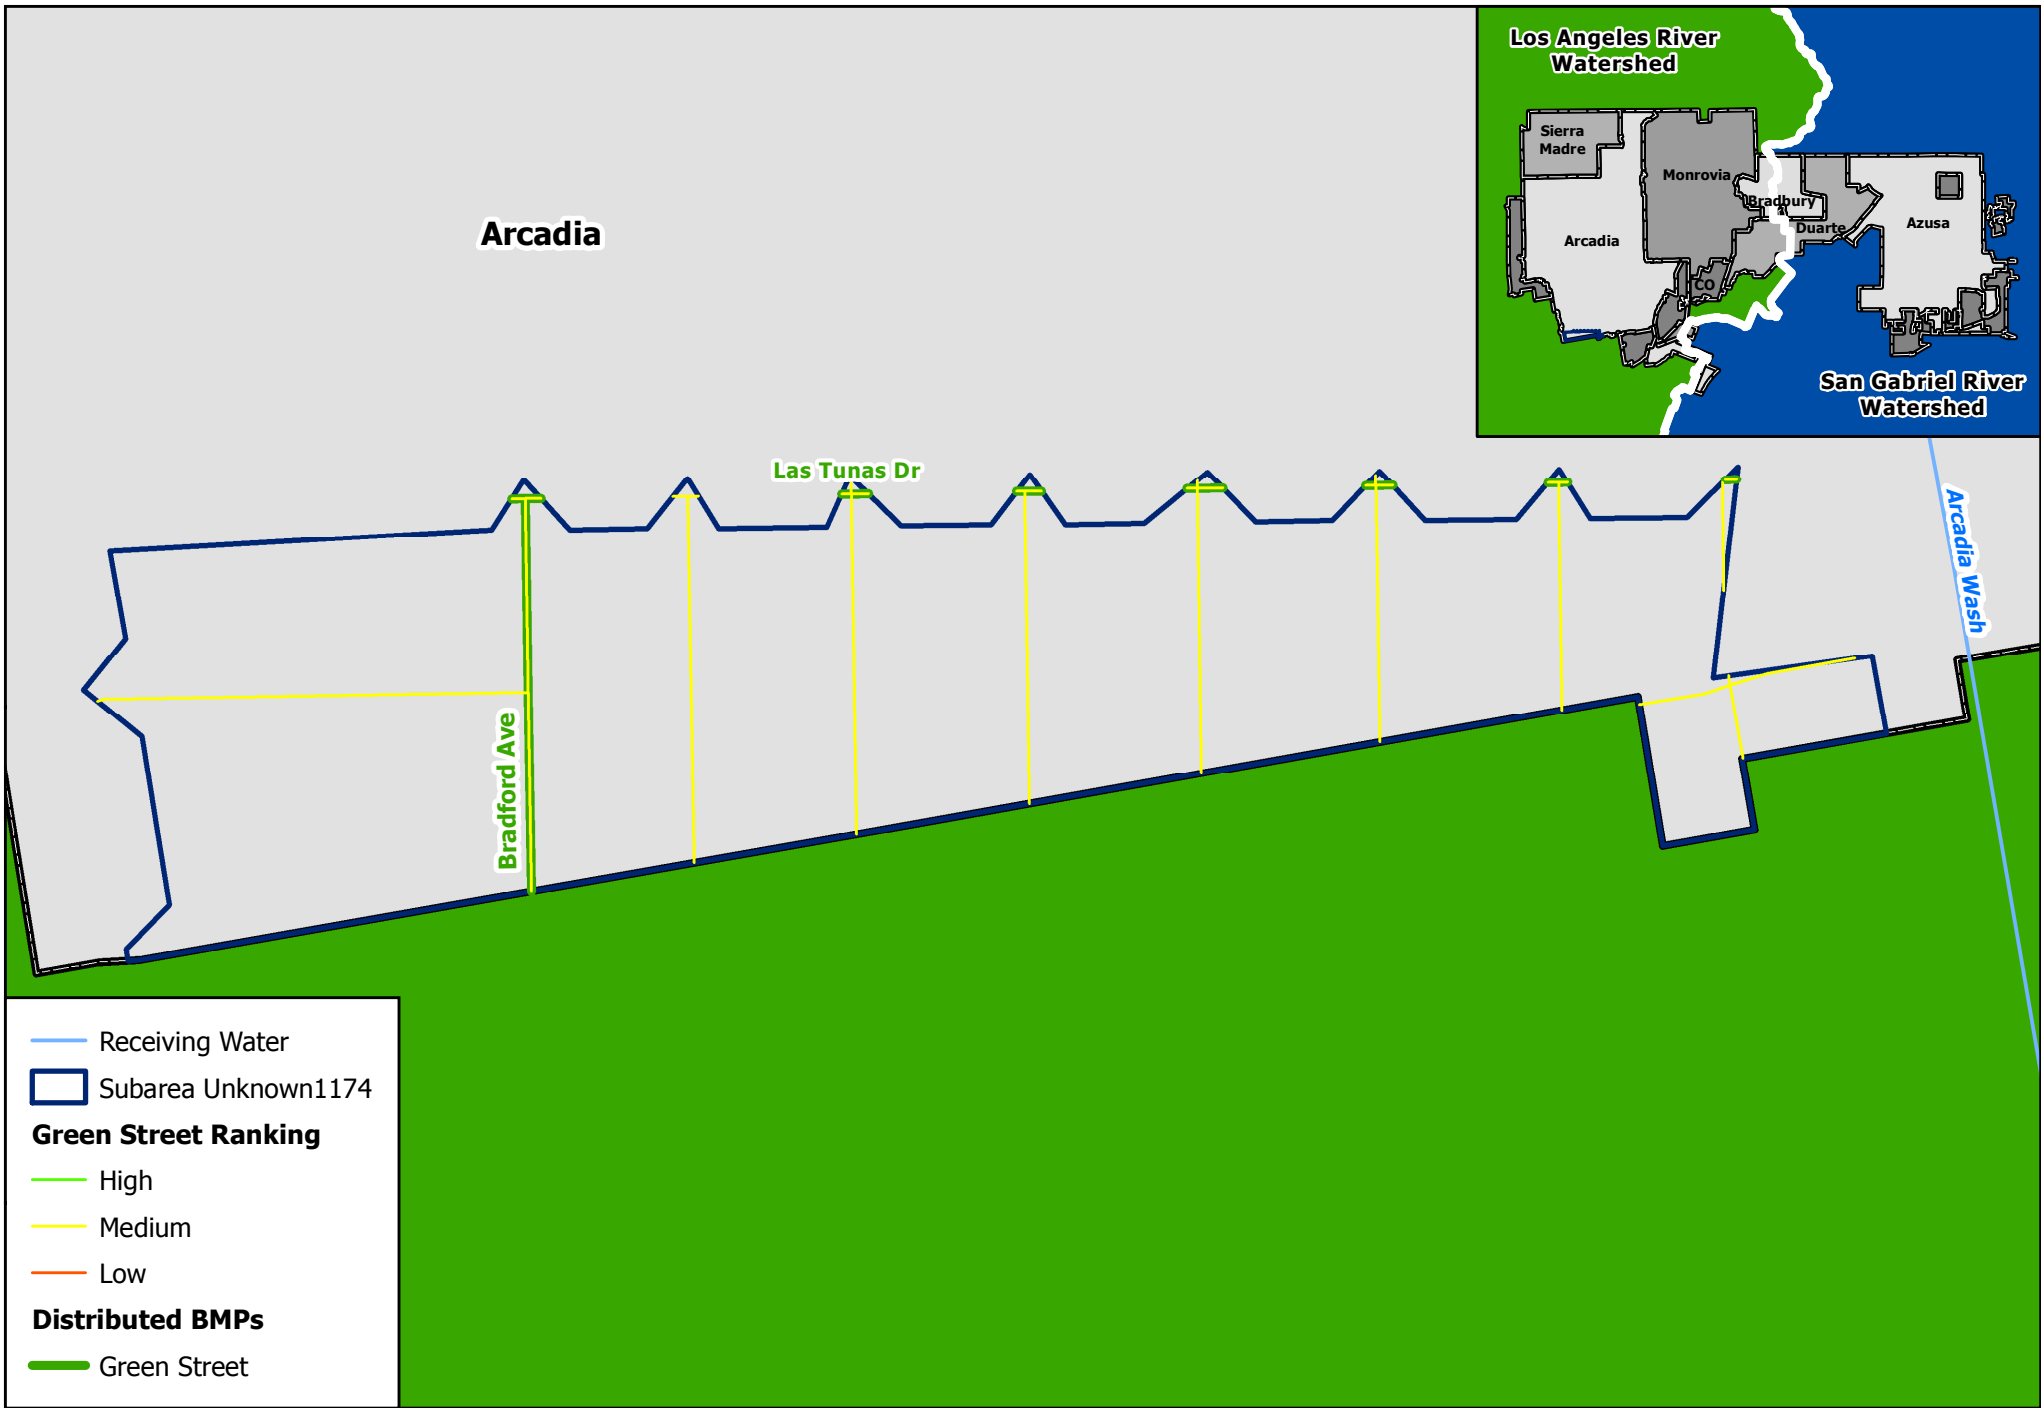 Los Angeles River
Watershed
Sierra
Madre
Monrovia
Bradbury
Duarte
Azusa
Arcadia
CO
San Gabriel River
Watershed
Arcadia
Las Tunas Dr
Arcadia Wash
Bradford Ave
Receiving Water
Subarea Unknown1174
Green Street Ranking
High
Medium
Low
Distributed BMPs
Green Street